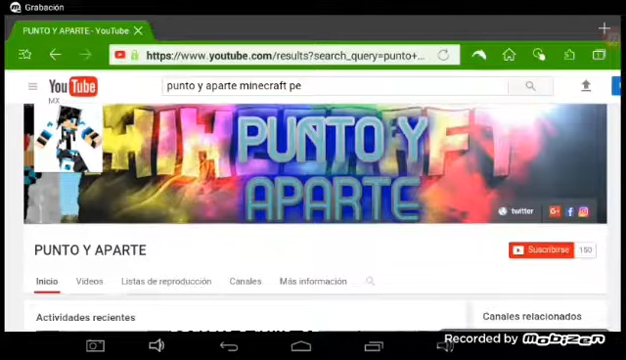 Grabación
PUNTO Y APARTE - YouTube
https://www.youtube.com/results?search_query=punto+...
YouTube
MX
punto y aparte minecraft pe
PUNTO Y
APARTE
twitter
PUNTO Y APARTE
Suscribirse
150
Inicio
Vídeos
Listas de reproducción
Canales
Más información
Actividades recientes
Canales relacionados
Recorded by Mobizen